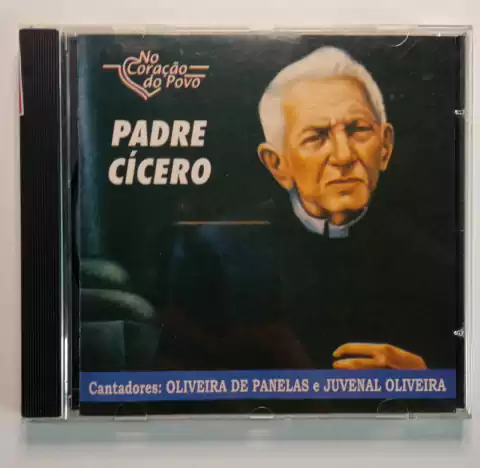 No
Coração
do Povo
PADRE
CÍCERO
Cantadores: OLIVEIRA DE PANELAS e JUVENAL OLIVEIRA